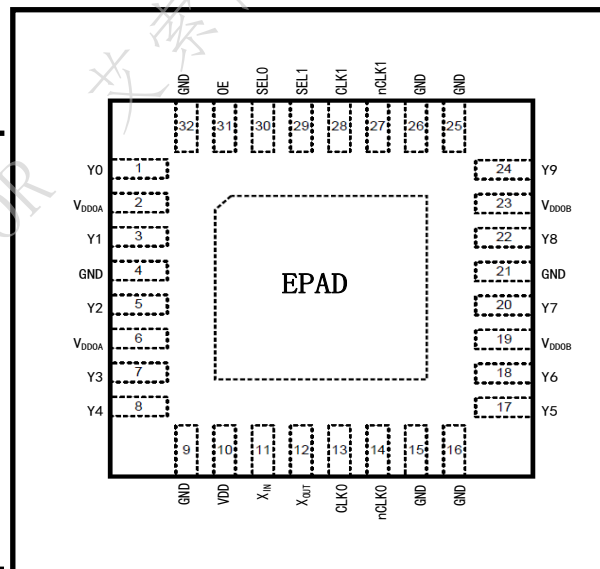 艾索
OR
GND OE SEL0 SEL1 CLK1 nCLK1 GND GND
32 31 30 29 28 27 26 25
Y0 1 24 Y9
VDDOA 2 23 VDDOB
Y1 3 22 Y8
GND 4 21 GND
EPAD
Y2 5 20 Y7
VDDOA 6 19 VDDOB
Y3 7 18 Y6
Y4 8 17 Y5
9 10 11 12 13 14 15 16
GND VDD XIN XOUT CLK0 nCLK0 GND GND